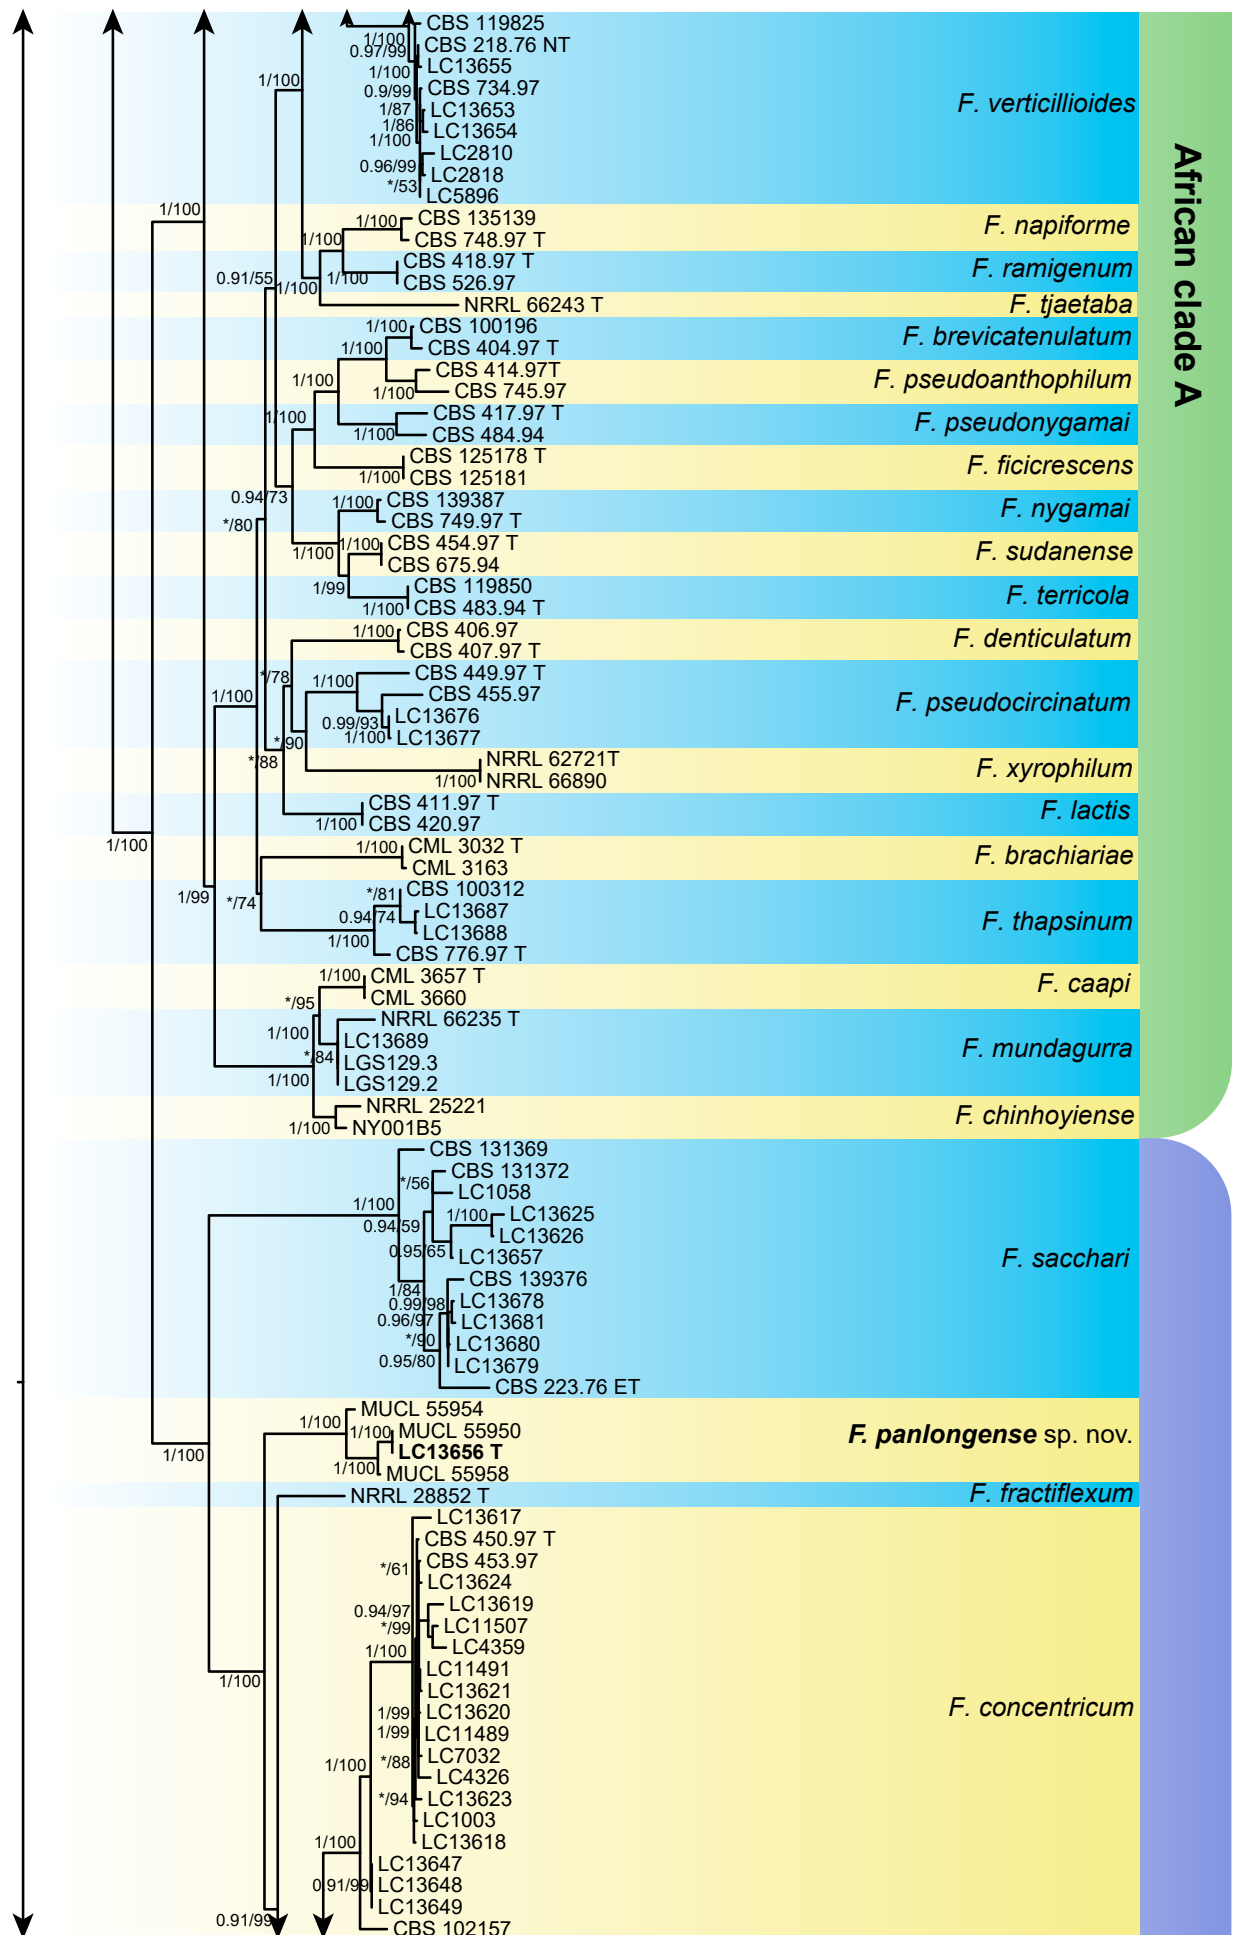 CBS 119825
1/100
0.97/99
CBS 218.76 NT
LC13655
1/100
1/100
CBS 734.97
0.9/99
F. verticillioides
LC13653
1/87
LC13654
1/86
1/100
LC2810
0.96/99
LC2818
*/53
LC5896
African clade A
1/100
CBS 135139
1/100
F. napiforme
CBS 748.97 T
1/100
CBS 418.97 T
F. ramigenum
1/100
CBS 526.97
0.91/55
1/100
NRRL 66243 T
F. tjaetaba
CBS 100196
1/100
F. brevicatenulatum
CBS 404.97 T
1/100
CBS 414.97T
F. pseudoanthophilum
1/100
CBS 745.97
1/100
CBS 417.97 T
1/100
F. pseudonygamai
CBS 484.94
1/100
CBS 125178 T
F. ficicrescens
CBS 125181
1/100
0.94/73
CBS 139387
1/100
F. nygamai
CBS 749.97 T
*/80
CBS 454.97 T
1/100
1/100
F. sudanense
CBS 675.94
CBS 119850
1/99
F. terricola
CBS 483.94 T
1/100
CBS 406.97
1/100
F. denticulatum
CBS 407.97 T
CBS 449.97 T
*/78
1/100
CBS 455.97
1/100
F. pseudocircinatum
LC13676
0.99/93
LC13677
1/100
*/90
NRRL 62721T
*/88
F. xyrophilum
NRRL 66890
1/100
CBS 411.97 T
F. lactis
CBS 420.97
1/100
1/100
CML 3032 T
1/100
F. brachiariae
CML 3163
CBS 100312
*/81
1/99
*/74
LC13687
0.94/74
F. thapsinum
LC13688
1/100
CBS 776.97 T
CML 3657 T
1/100
F. caapi
CML 3660
*/95
NRRL 66235 T
1/100
LC13689
F. mundagurra
*/84
LGS129.3
LGS129.2
1/100
NRRL 25221
F. chinhoyiense
NY001B5
1/100
CBS 131369
CBS 131372
*/56
LC1058
1/100
LC13625
1/100
0.94/59
LC13626
0.95/65
LC13657
F. sacchari
CBS 139376
1/84
LC13678
0.99/98
LC13681
0.96/97
LC13680
*/90
LC13679
0.95/80
CBS 223.76 ET
MUCL 55954
1/100
MUCL 55950
1/100
F. panlongense sp. nov.
LC13656 T
1/100
1/100
MUCL 55958
NRRL 28852 T
F. fractiflexum
LC13617
CBS 450.97 T
CBS 453.97
*/61
LC13624
LC13619
0.94/97
LC11507
*/99
LC4359
1/100
LC11491
1/100
LC13621
LC13620
1/99
F. concentricum
LC11489
1/99
LC7032
1/100
*/88
LC4326
LC13623
*/94
LC1003
LC13618
1/100
LC13647
LC13648
0.91/99
LC13649
0.91/99
CBS 102157